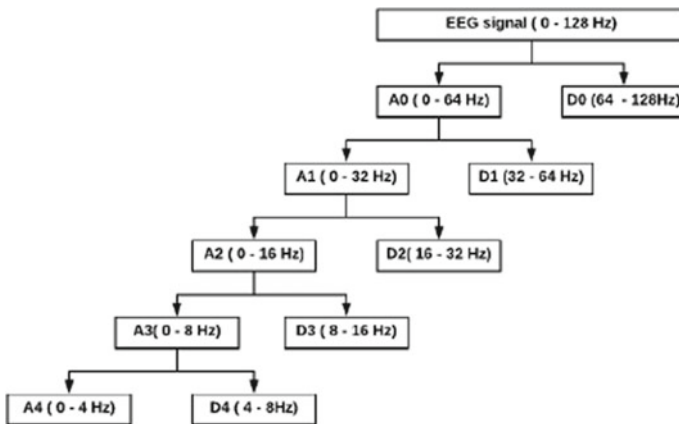 EEG signal ( 0 - 128 Hz)
A0 ( 0 - 64 Hz)
D0 (64 - 128Hz)
A1 ( 0 - 32 Hz)
D1 (32 - 64 Hz)
A2 ( 0 - 16 Hz)
D2( 16 - 32 Hz)
A3( 0 - 8 Hz)
D3 ( 8 - 16 Hz)
A4 ( 0 - 4 Hz)
D4 ( 4 - 8Hz)